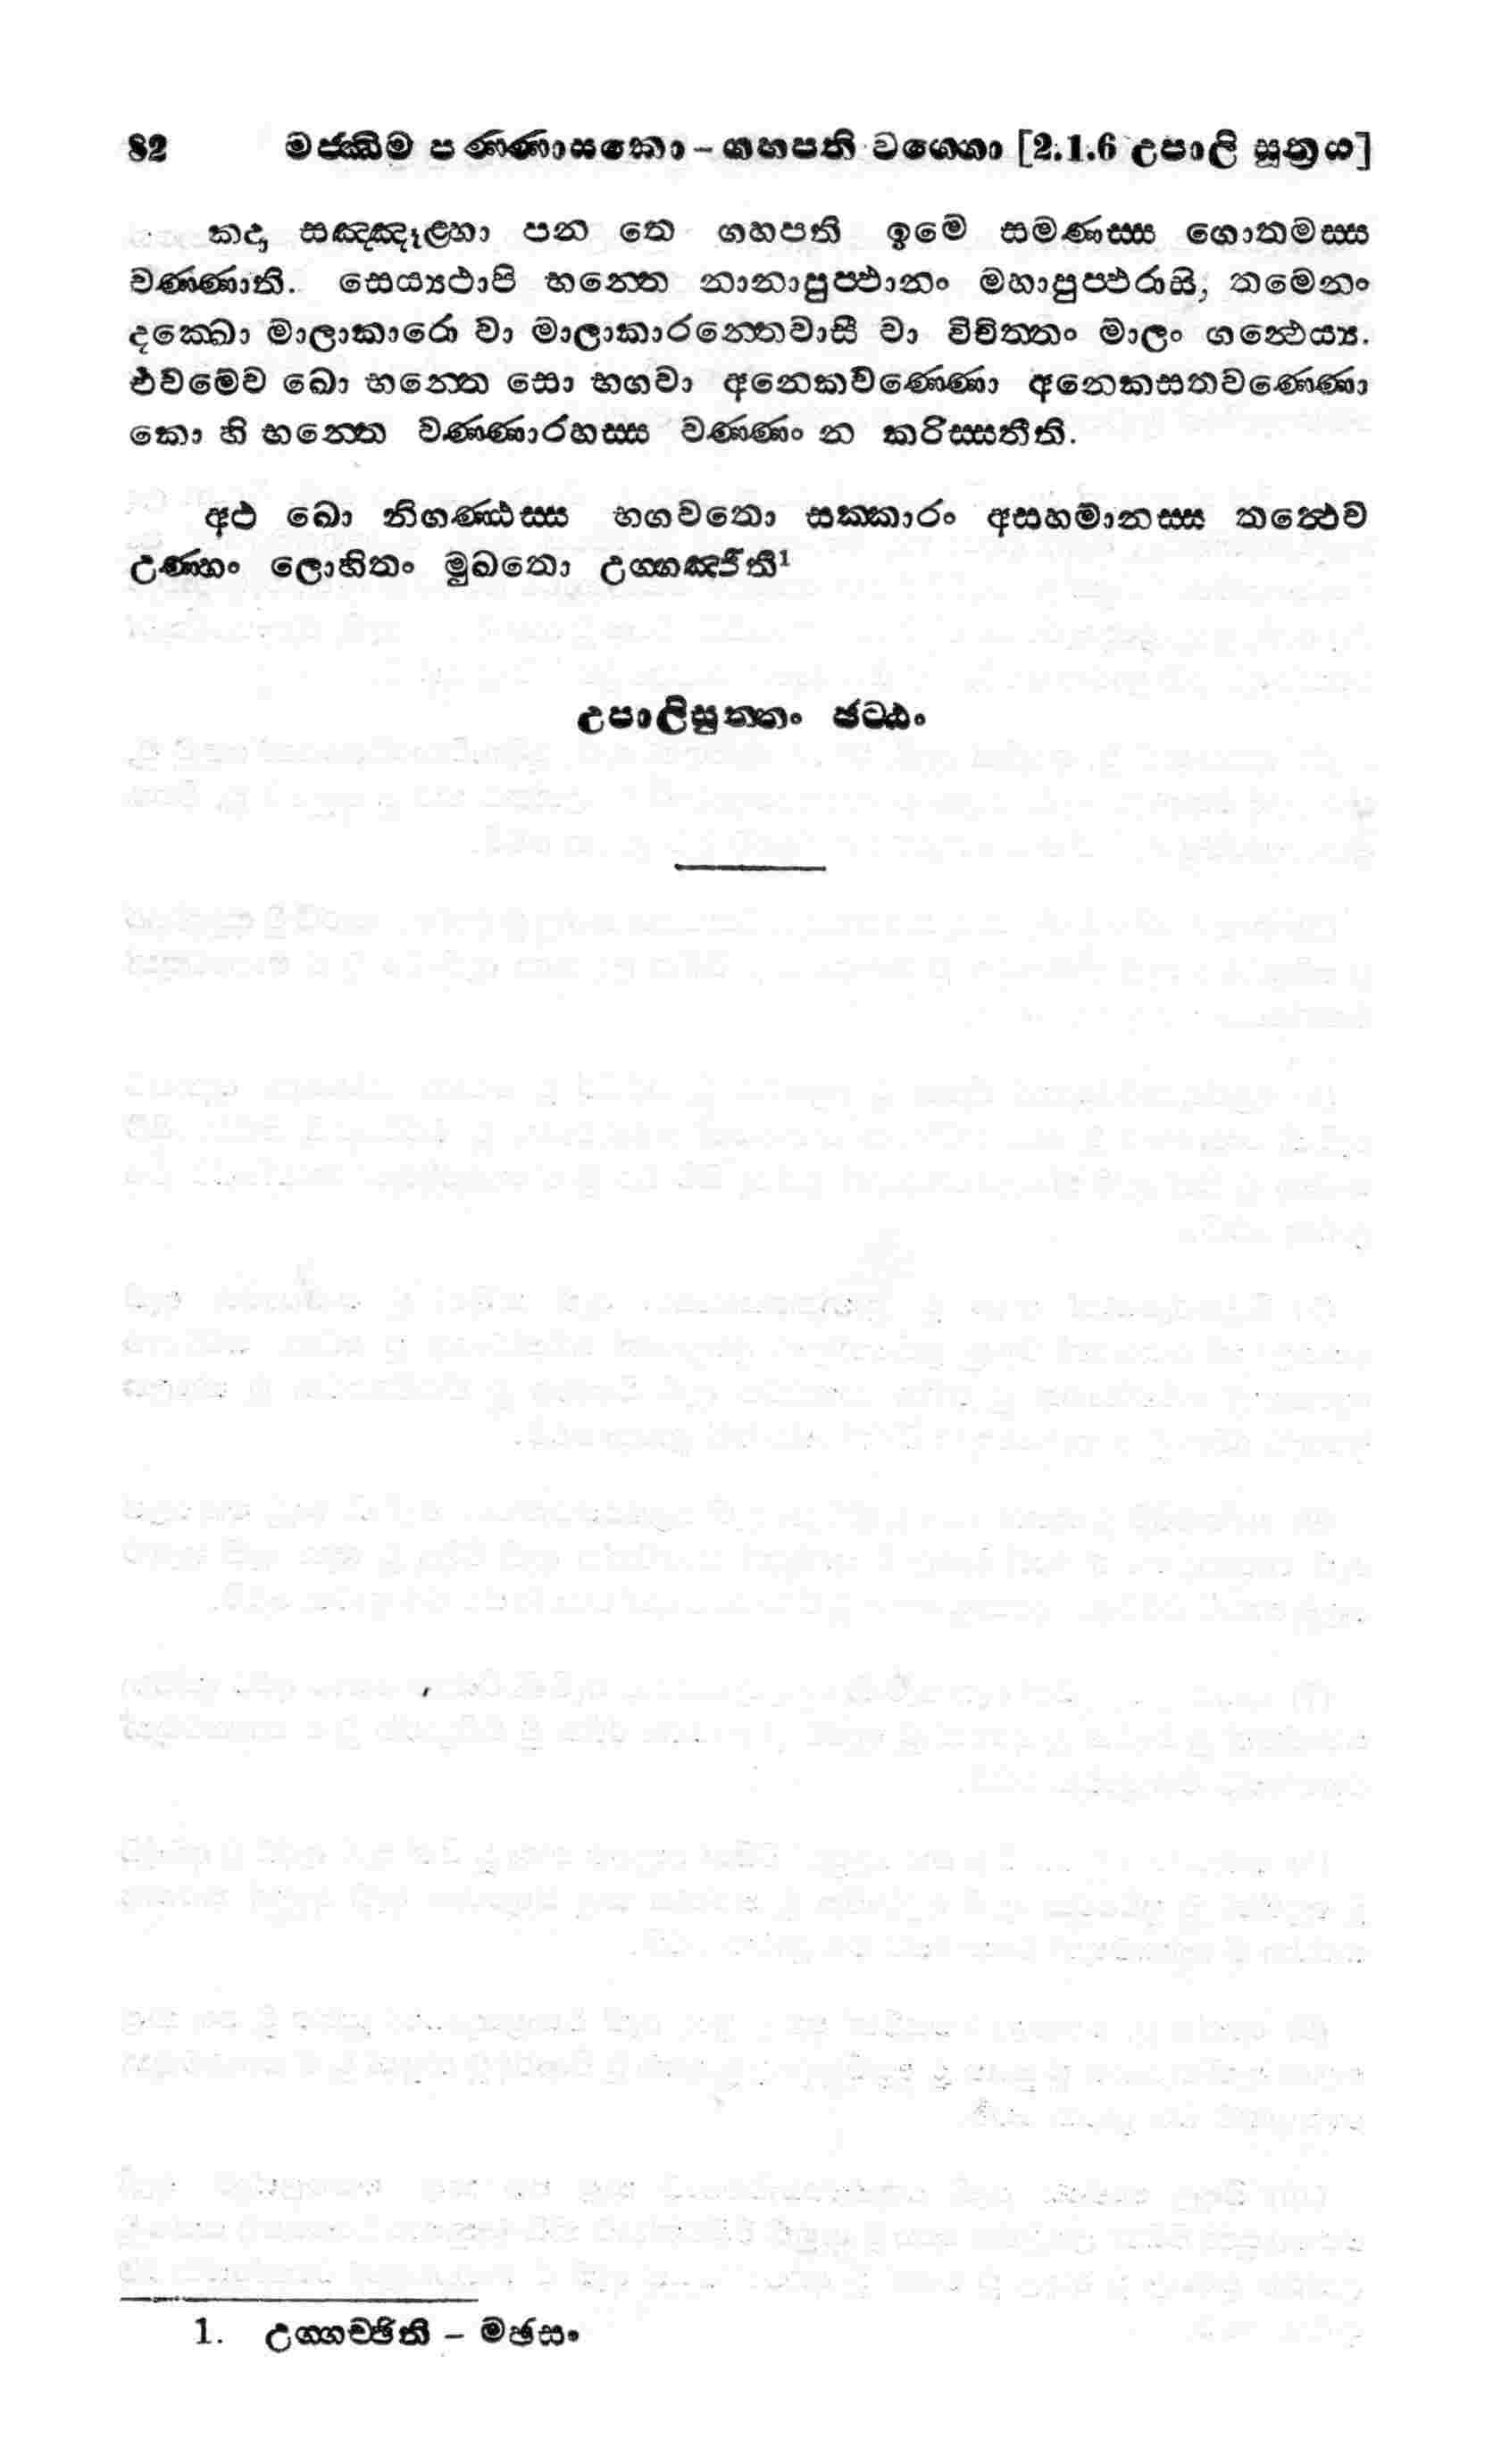 82 මජ්ඣිම පණ්ණාසකො – ගහපති වග්ගො [2.1.6 උපාලි සූත්‍රය]
කදා සඤ්ඤූළ්හා පන තෙ ගහපති ඉමෙ සමණස්ස ගොතමස්ස
වණ්ණාති. සෙය්‍යථාපි භන්තෙ නානාපුප්ඵානං මහාපුප්ඵරාසි, තමෙනං
දක්ඛො මාලාකාරො වා මාලාකාරන්තෙවාසී වා විචිත්තං මාලං ගන්ථෙය්‍ය.
එවමෙව ඛො භන්තෙ සො භගවා අනෙකවණ්ණො අනෙකසතවණ්ණො
කො හි භන්තෙ වණ්ණාරහස්ස වණ්ණං න කරිස්සතීති.
අථ ඛො නිගණ්ඨස්ස භගවතො සක්කාරං අසහමානස්ස තත්ථෙව
උණ්හං ලොහිතං මුඛතො උග්ගඤ්ජීති¹
උපාලිසුත්තං ඡට්ඨං
1. උග්ගච්ඡිති – මඡසං